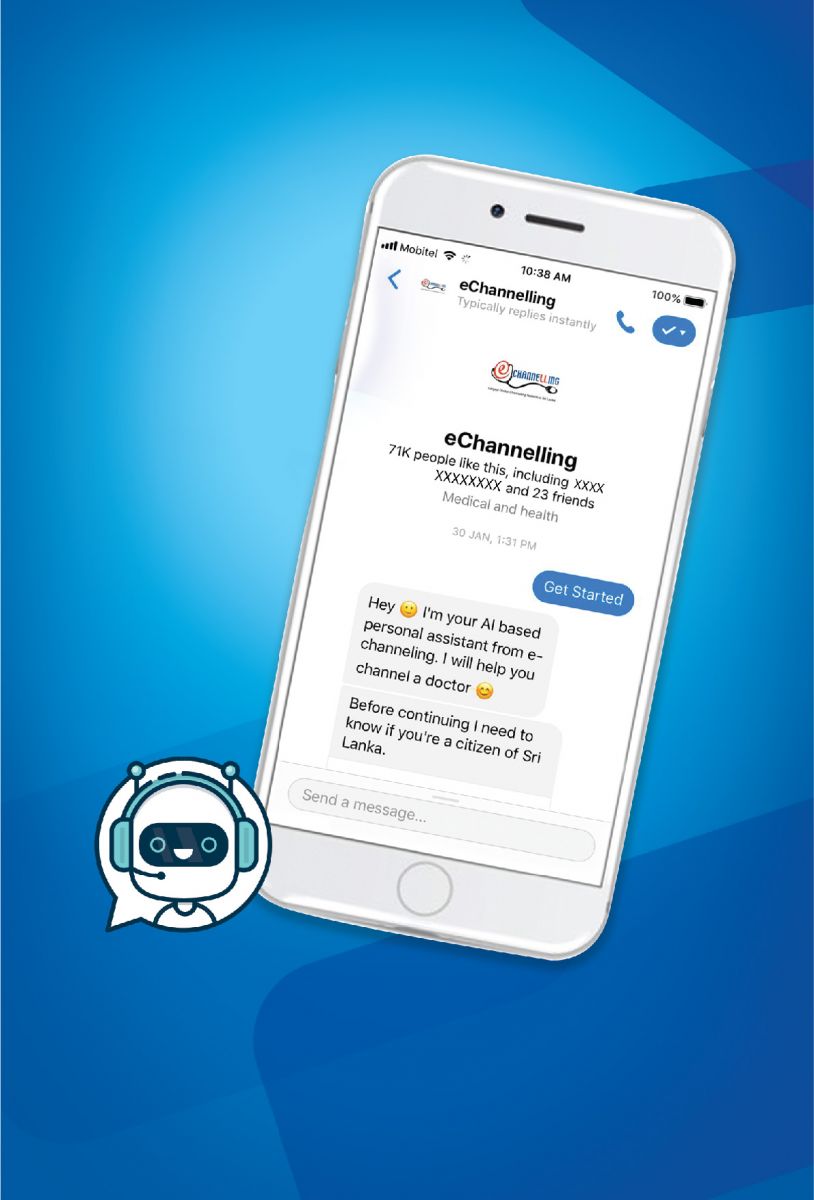 Mobitel
10:38 AM
100%
eChannelling
Typically replies instantly
e CHANNELLING
eChannelling
71K people like this, including XXXX
XXXXXXXX and 23 friends
Medical and health
30 JAN, 1:31 PM
Get Started
Hey 🙂 I'm your AI based
personal assistant from e-
channeling. I will help you
channel a doctor 😊
Before continuing I need to
know if you're a citizen of Sri
Lanka.
Send a message...